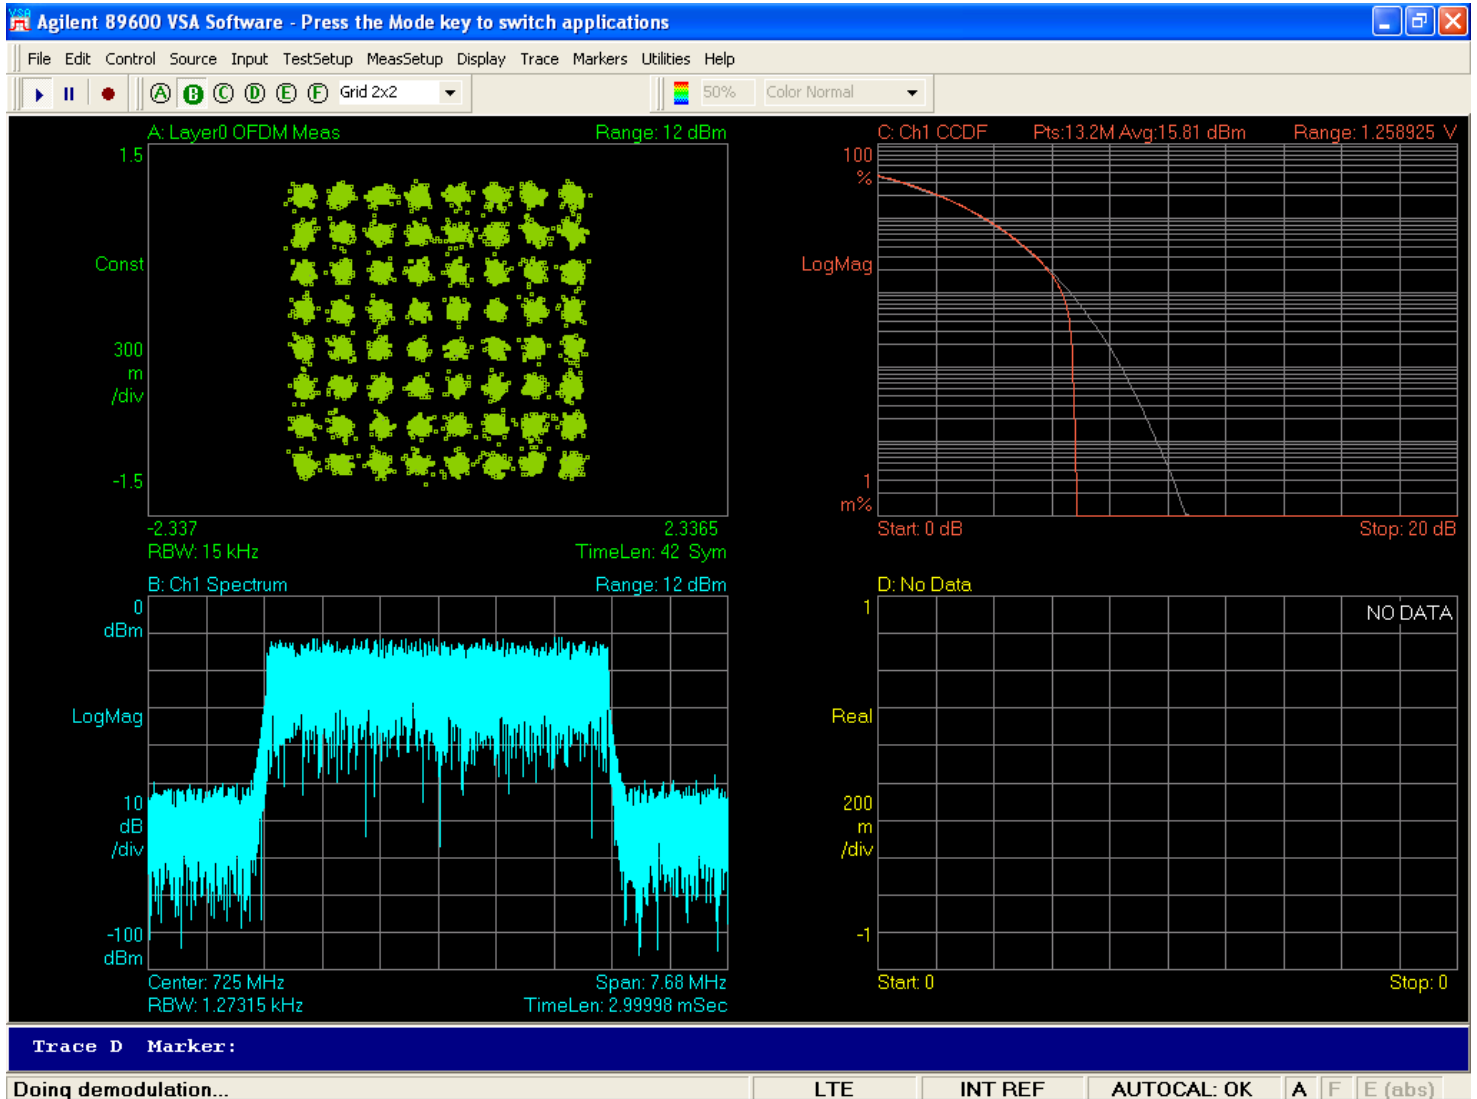 VSA Agilent 89600 VSA Software - Press the Mode key to switch applications
File Edit Control Source Input TestSetup MeasSetup Display Trace Markers Utilities Help
A B C D E F Grid 2x2 50% Color Normal
A: Layer0 OFDM Meas Range: 12 dBm
1.5
Const
300
m
/div
-1.5
-2.337 2.3365
RBW: 15 kHz TimeLen: 42 Sym
C: Ch1 CCDF Pts:13.2M Avg:15.81 dBm Range: 1.258925 V
100
%
LogMag
1
m%
Start: 0 dB Stop: 20 dB
B: Ch1 Spectrum Range: 12 dBm
0
dBm
LogMag
10
dB
/div
-100
dBm
Center: 725 MHz Span: 7.68 MHz
RBW: 1.27315 kHz TimeLen: 2.99998 mSec
D: No Data
1 NO DATA
Real
200
m
/div
-1
Start: 0 Stop: 0
Trace D Marker:
Doing demodulation... LTE INT REF AUTOCAL: OK A F E (abs)